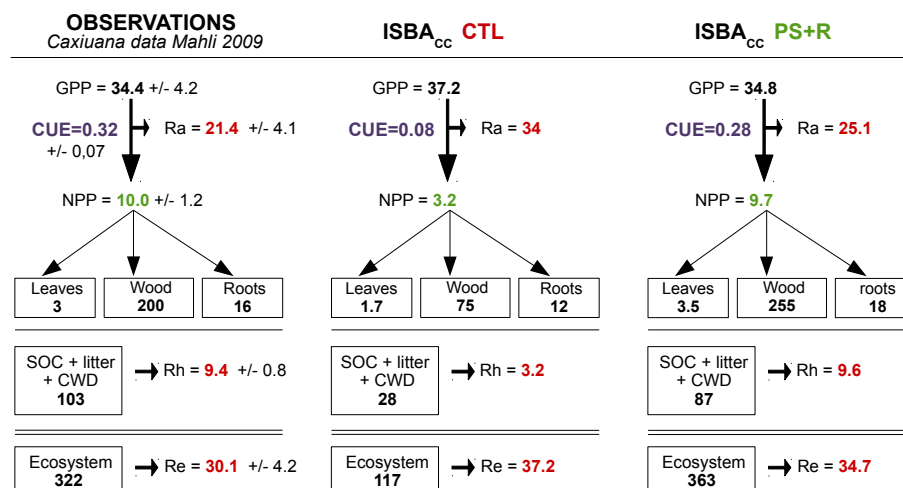 OBSERVATIONS
Caxiuana data Mahli 2009
GPP = 34.4 +/- 4.2
CUE=0.32
+/- 0,07
Ra = 21.4 +/- 4.1
NPP = 10.0 +/- 1.2
Leaves
3
Wood
200
Roots
16
SOC + litter
+ CWD
103
Rh = 9.4 +/- 0.8
Ecosystem
322
Re = 30.1 +/- 4.2
ISBACC CTL
GPP = 37.2
CUE=0.08
Ra = 34
NPP = 3.2
Leaves
1.7
Wood
75
Roots
12
SOC + litter
+ CWD
28
Rh = 3.2
Ecosystem
117
Re = 37.2
ISBACC PS+R
GPP = 34.8
CUE=0.28
Ra = 25.1
NPP = 9.7
Leaves
3.5
Wood
255
roots
18
SOC + litter
+ CWD
87
Rh = 9.6
Ecosystem
363
Re = 34.7